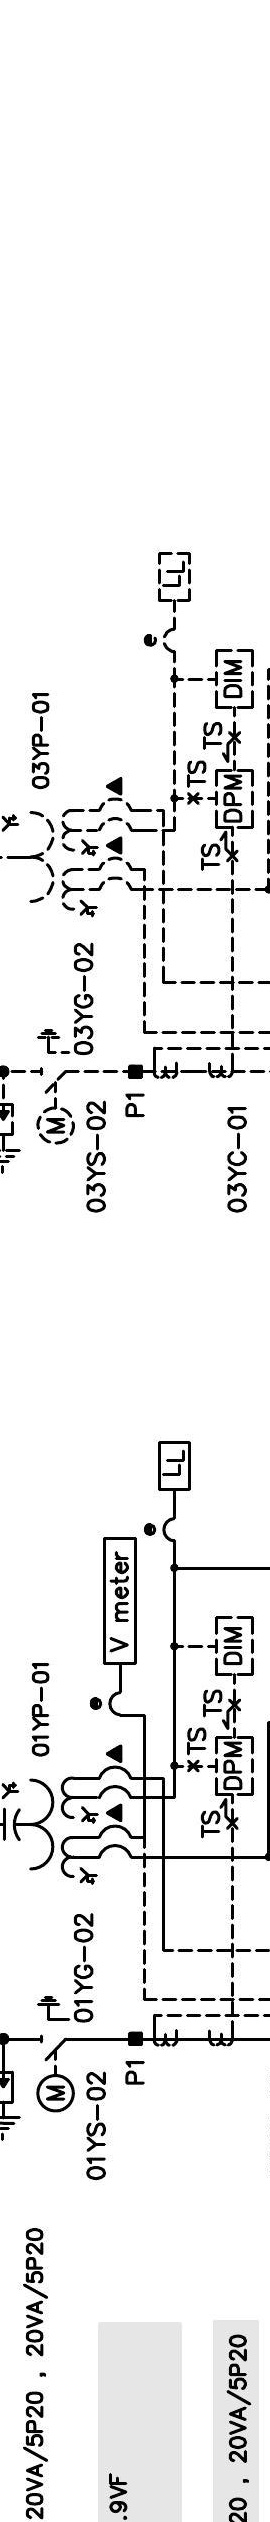 LL
e
DIM
TS
TS
DPM
TS
03YP-01
03YG-02
M
03YS-02
P1
03YC-01
LL
e
V meter
e
DIM
TS
TS
DPM
TS
01YP-01
01YG-02
M
01YS-02
P1
20VA/5P20 , 20VA/5P20
.9VF
20 , 20VA/5P20